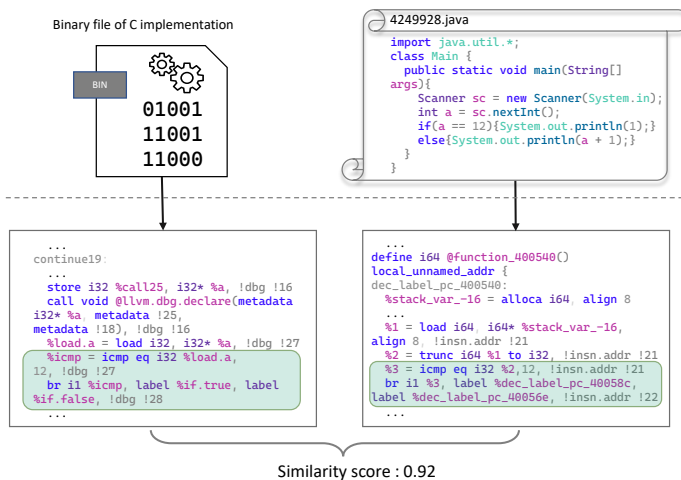 Binary file of C implementation
BIN
01001
11001
11000
4249928.java
import java.util.*;
class Main {
public static void main(String[]
args){
Scanner sc = new Scanner(System.in);
int a = sc.nextInt();
if(a == 12){System.out.println(1);}
else{System.out.println(a + 1);}
}
}
...
continue19:
...
store i32 %call25, i32* %a, !dbg !16
call void @llvm.dbg.declare(metadata
i32* %a, metadata !25,
metadata !18), !dbg !16
%load.a = load i32, i32* %a, !dbg !27
%icmp = icmp eq i32 %load.a,
12, !dbg !27
br i1 %icmp, label %if.true, label
%if.false, !dbg !28
...
...
define i64 @function_400540()
local_unnamed_addr {
dec_label_pc_400540:
%stack_var_-16 = alloca i64, align 8
...
%1 = load i64, i64* %stack_var_-16,
align 8, !insn.addr !21
%2 = trunc i64 %1 to i32, !insn.addr !21
%3 = icmp eq i32 %2,12, !insn.addr !21
br i1 %3, label %dec_label_pc_40058c,
label %dec_label_pc_40056e, !insn.addr !22
...
Similarity score : 0.92